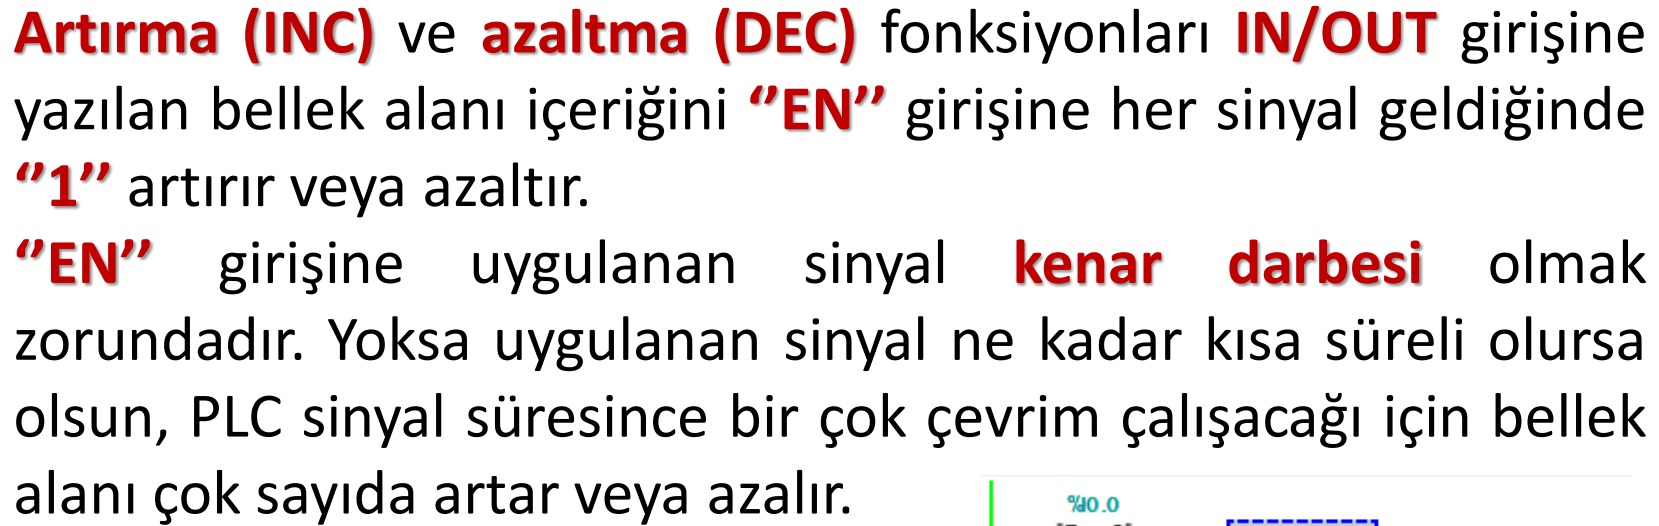 Artırma (INC) ve azaltma (DEC) fonksiyonları IN/OUT girişine
yazılan bellek alanı içeriğini ‘’EN’’ girişine her sinyal geldiğinde
‘’1’’ artırır veya azaltır.
‘’EN’’ girişine uygulanan sinyal kenar darbesi olmak
zorundadır. Yoksa uygulanan sinyal ne kadar kısa süreli olursa
olsun, PLC sinyal süresince bir çok çevrim çalışacağı için bellek
alanı çok sayıda artar veya azalır.
%I0.0